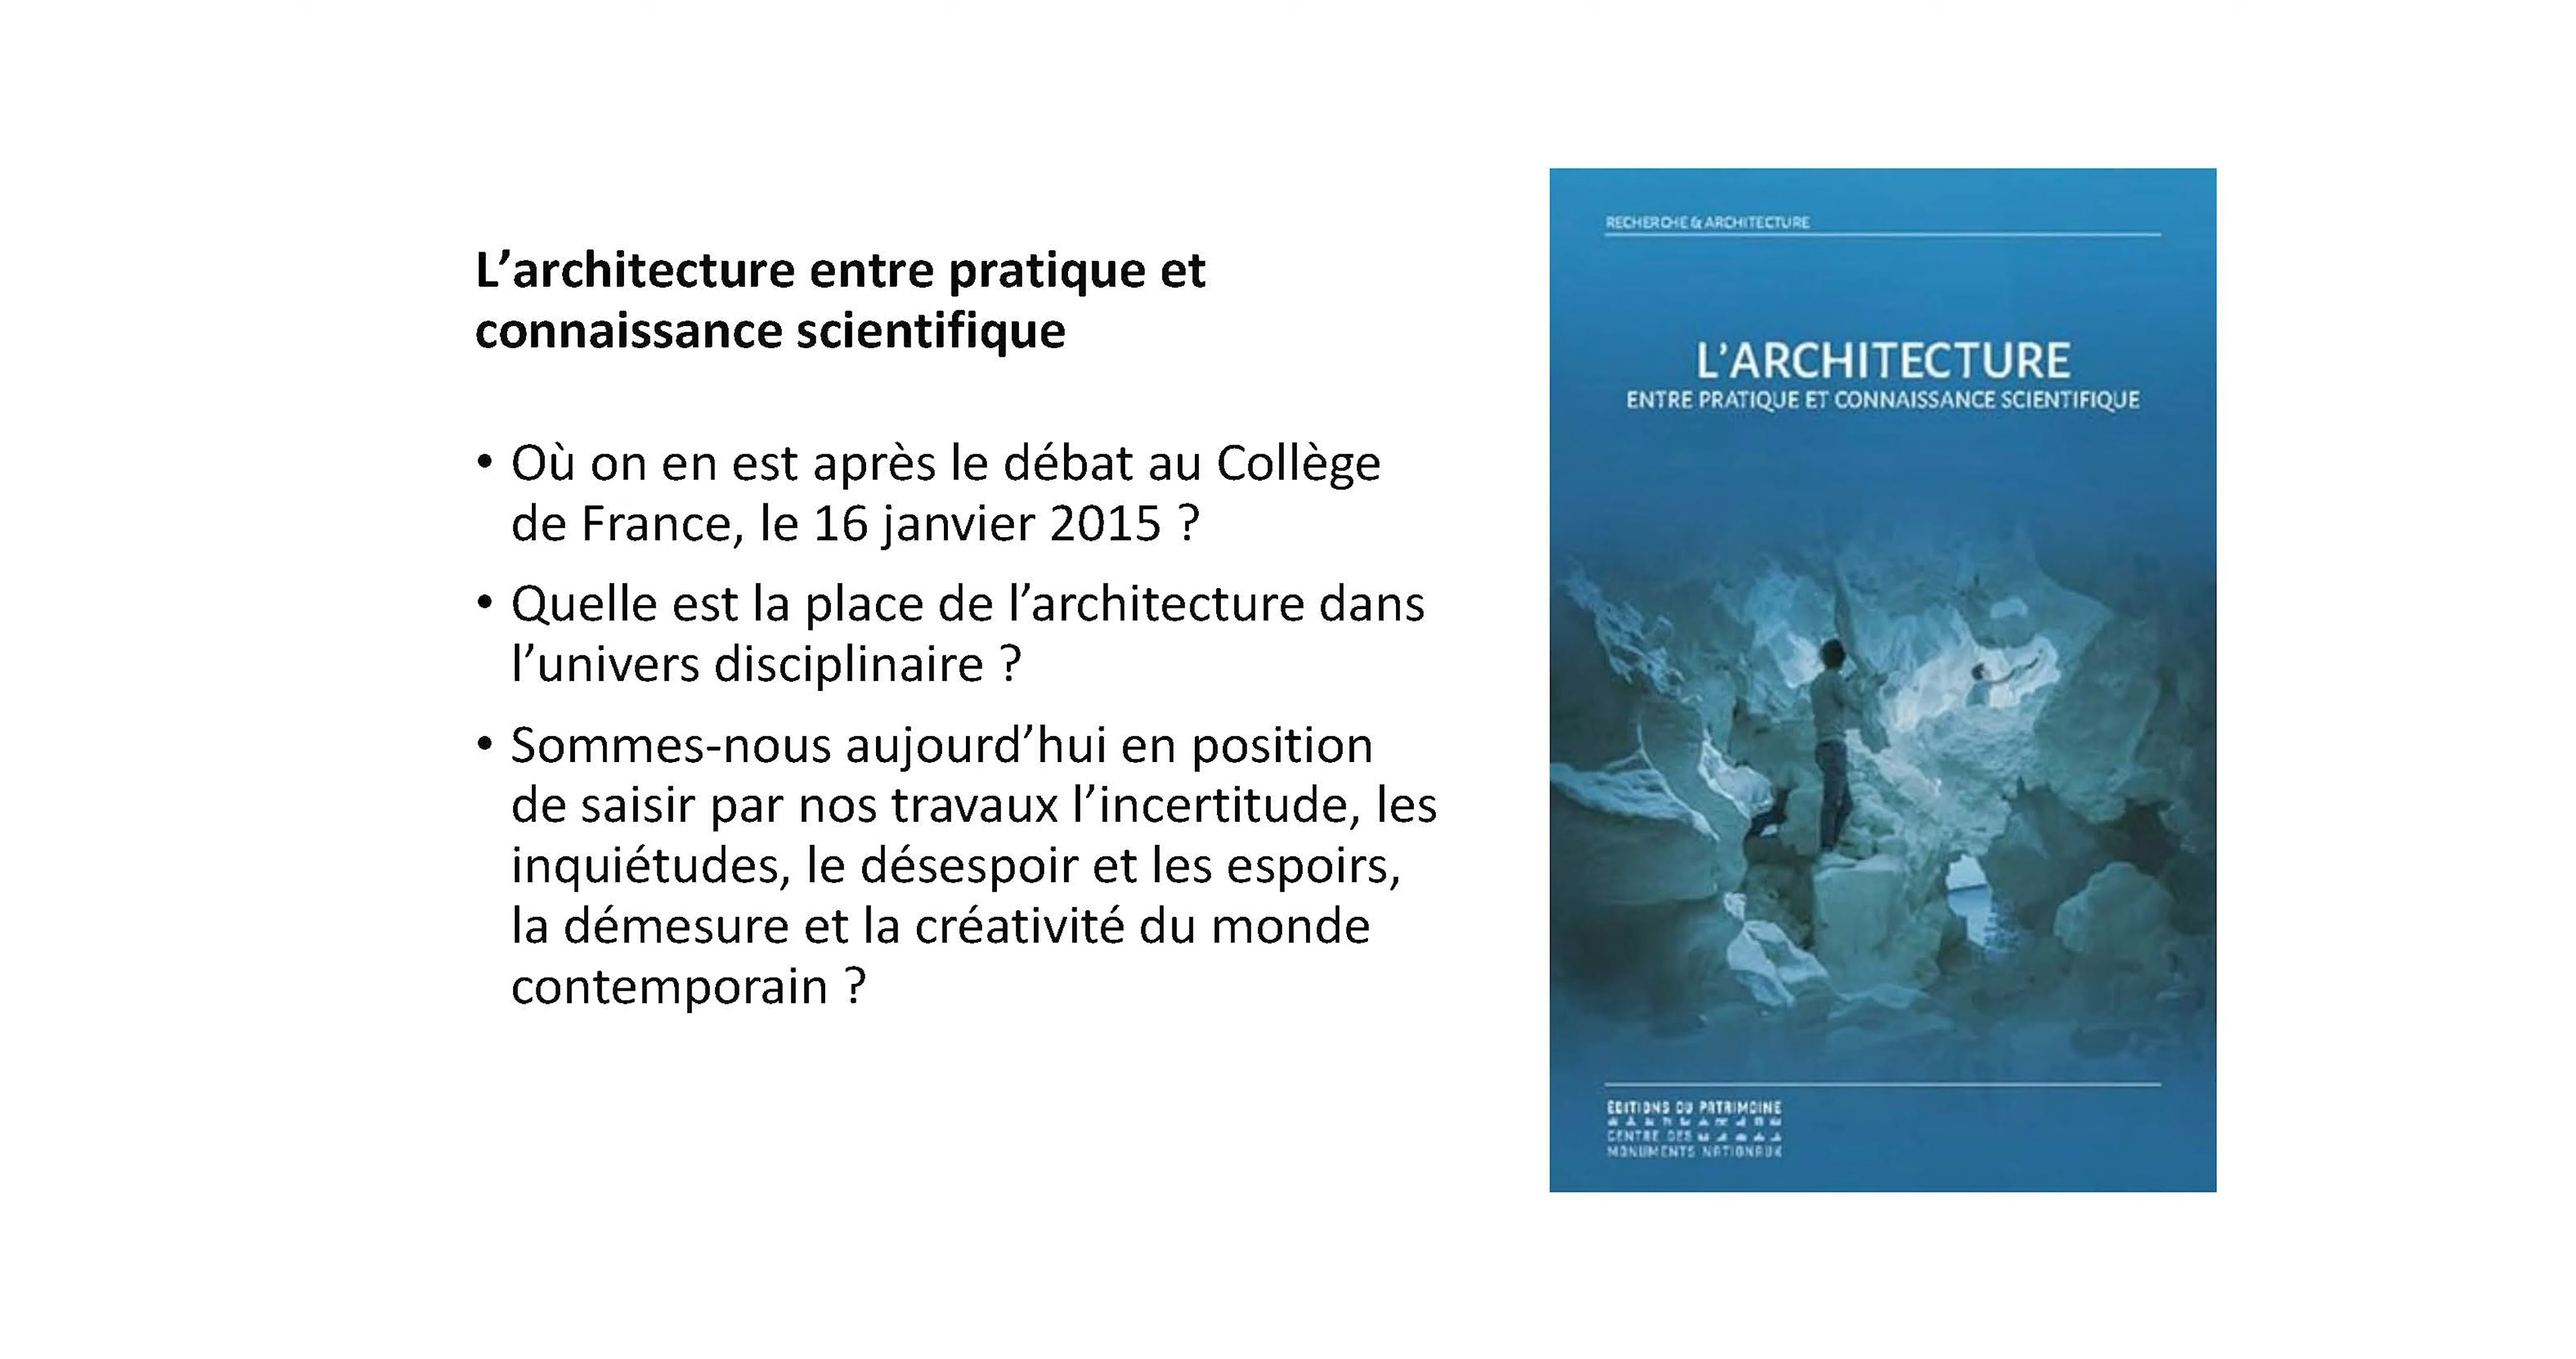 L’architecture entre pratique et
connaissance scientifique
• Où on en est après le débat au Collège
de France, le 16 janvier 2015 ?
• Quelle est la place de l’architecture dans
l’univers disciplinaire ?
• Sommes-nous aujourd’hui en position
de saisir par nos travaux l’incertitude, les
inquiétudes, le désespoir et les espoirs,
la démesure et la créativité du monde
contemporain ?
RECHERCHE & ARCHITECTURE
L’ARCHITECTURE
ENTRE PRATIQUE ET CONNAISSANCE SCIENTIFIQUE
ÉDITIONS DU PATRIMOINE
CENTRE DES
MONUMENTS NATIONAUX